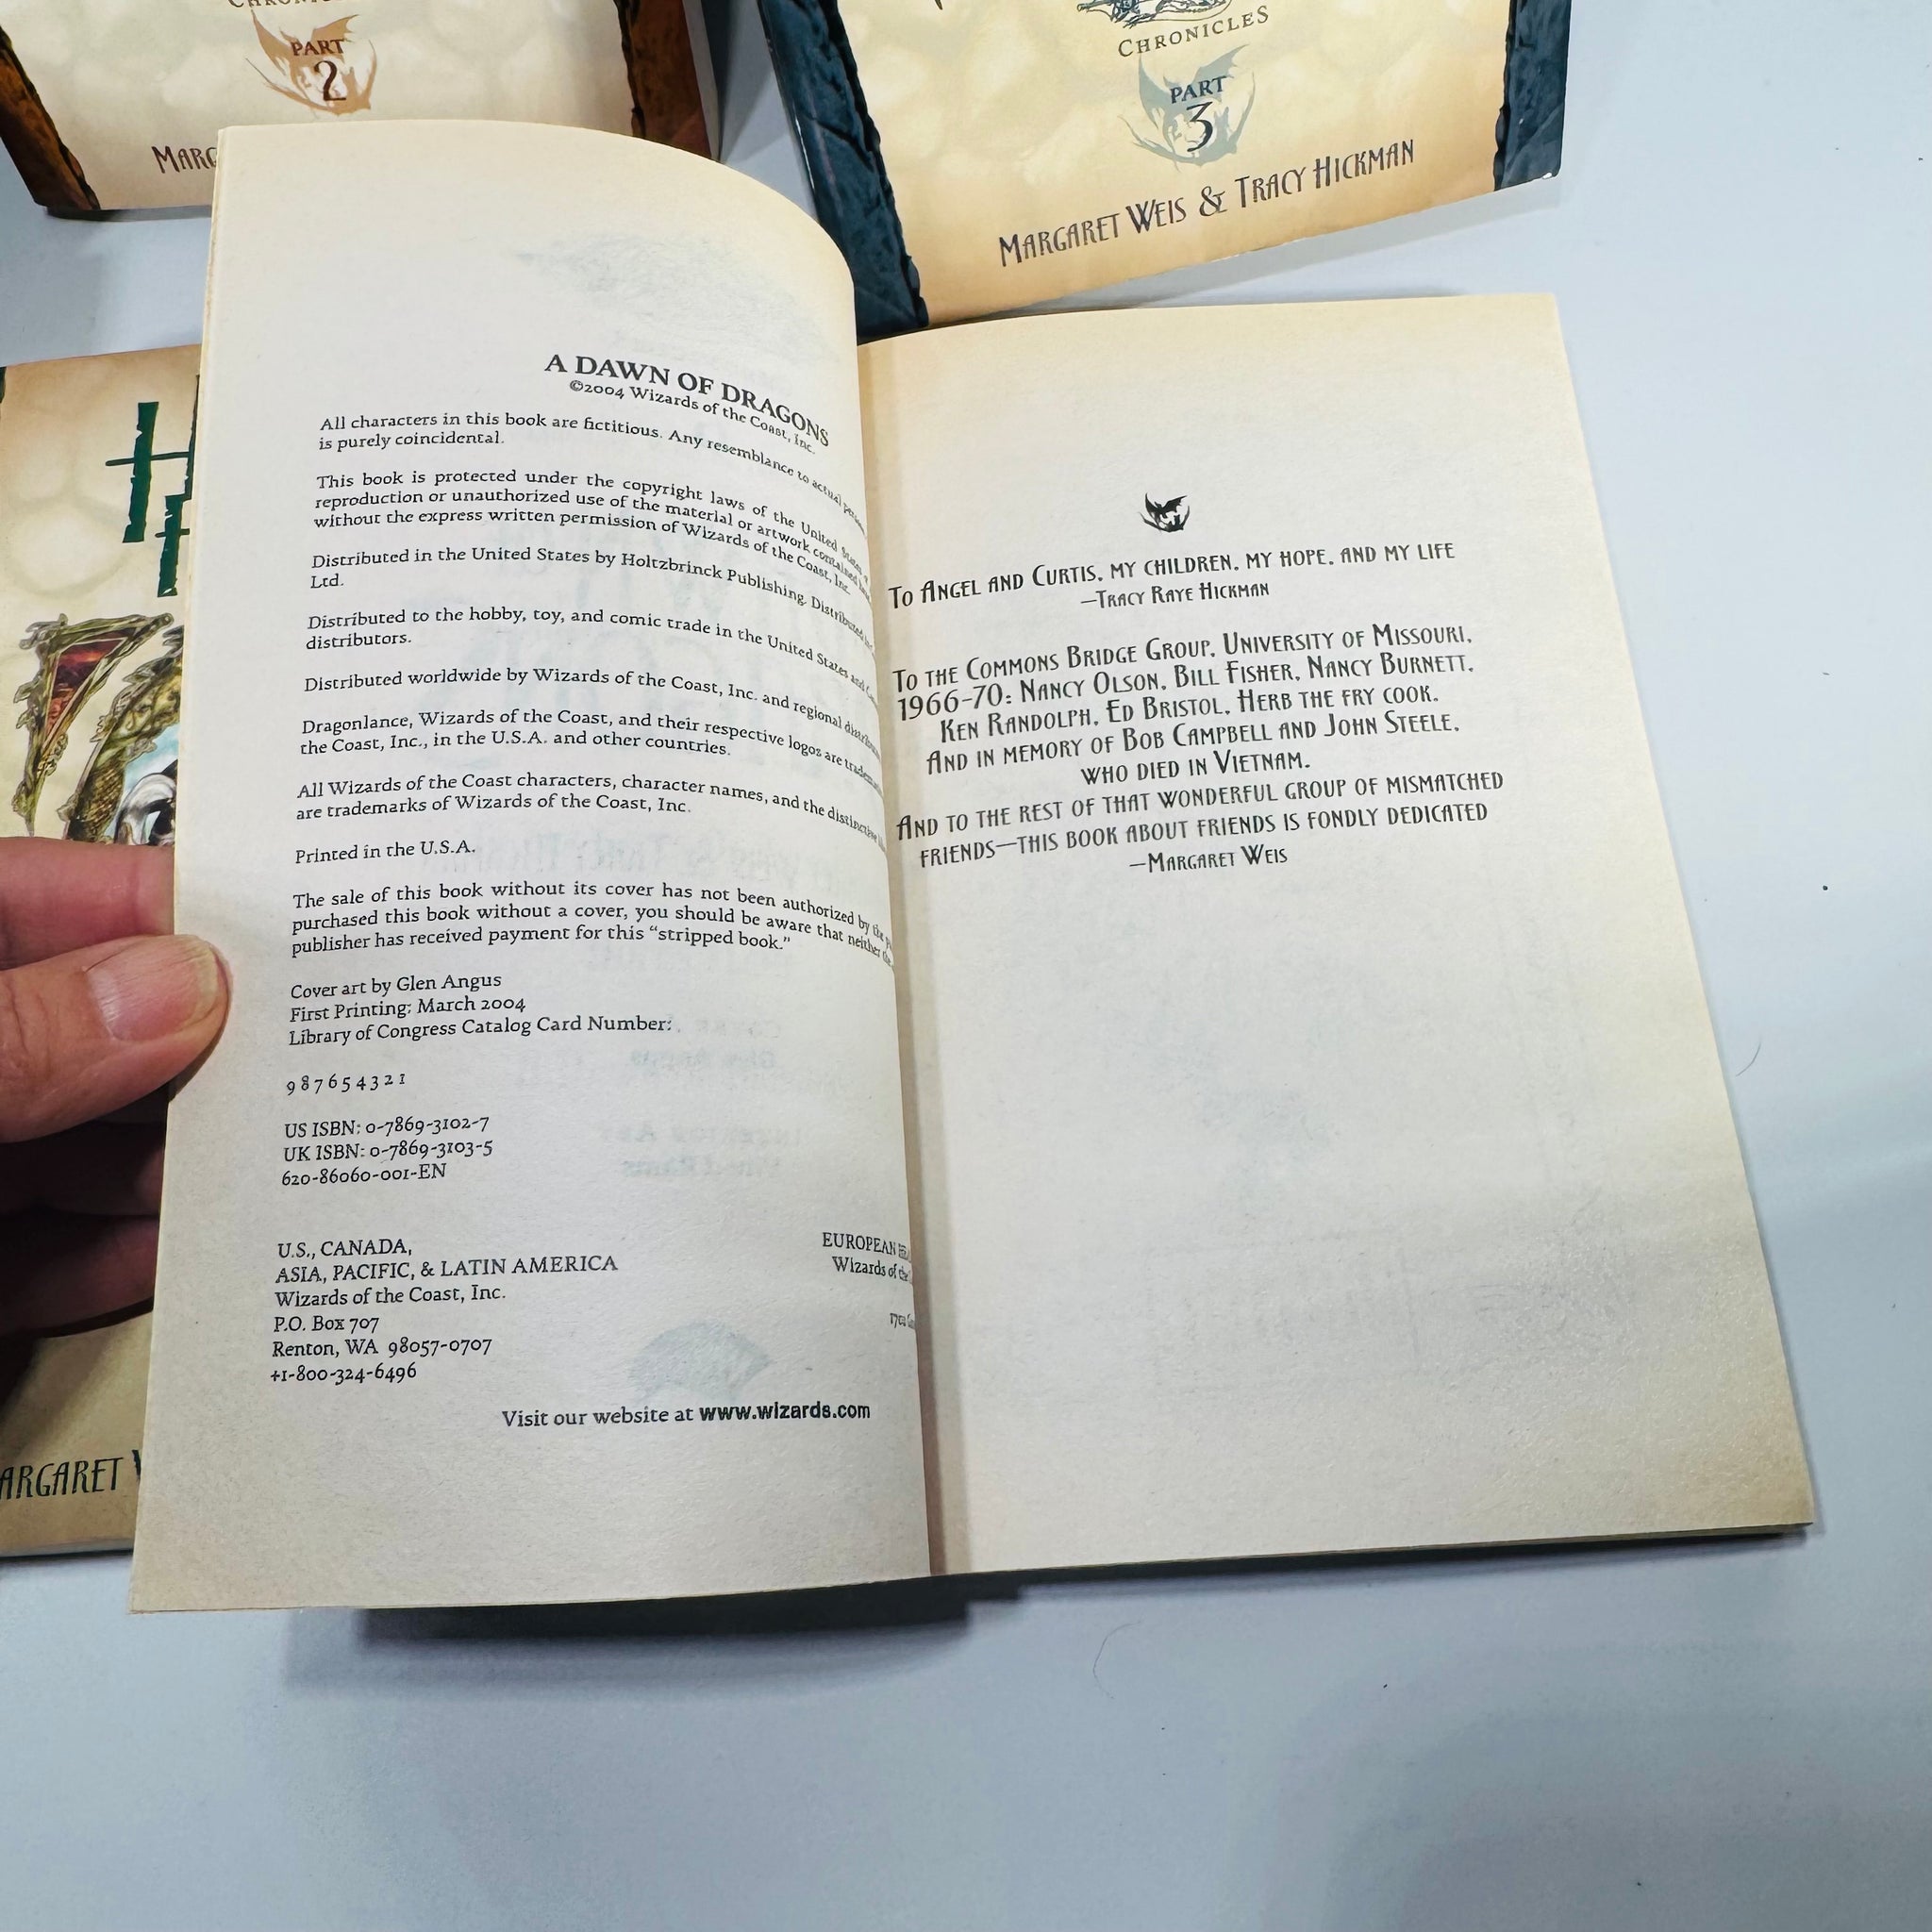 CHRONICLES
PART
2
MARG
CHRONICLES
PART
3
MARGARET WEIS & TRACY HICKMAN
H
ARGARET
A DAWN OF DRAGONS
©2004 Wizards of the Coast, Inc.
All characters in this book are fictitious. Any resemblance to actual persons
is purely coincidental.
This book is protected under the copyright laws of the United States
reproduction or unauthorized use of the material or artwork contained
without the express written permission of Wizards of the Coast, Inc.
Distributed in the United States by Holtzbrinck Publishing. Distributed
Ltd.
Distributed to the hobby, toy, and comic trade in the United States and
distributors.
Distributed worldwide by Wizards of the Coast, Inc. and regional
Dragonlance, Wizards of the Coast, and their respective logos are
the Coast, Inc., in the U.S.A. and other countries.
All Wizards of the Coast characters, character names, and the distinctive
are trademarks of Wizards of the Coast, Inc.
Printed in the U.S.A.
The sale of this book without its cover has not been authorized by the
purchased this book without a cover, you should be aware that neither the
publisher has received payment for this “stripped book.”
Cover art by Glen Angus
First Printing: March 2004
Library of Congress Catalog Card Number:
9 8 7 6 5 4 3 2 1
US ISBN: 0-7869-3102-7
UK ISBN: 0-7869-3103-5
620-86060-001-EN
U.S., CANADA,
ASIA, PACIFIC, & LATIN AMERICA
Wizards of the Coast, Inc.
P.O. Box 707
Renton, WA 98057-0707
+1-800-324-6496
EUROPEAN
Wizards of the
Visit our website at www.wizards.com
TO ANGEL AND CURTIS, MY CHILDREN, MY HOPE, AND MY LIFE
—TRACY RAYE HICKMAN
TO THE COMMONS BRIDGE GROUP, UNIVERSITY OF MISSOURI,
1966-70: NANCY OLSON, BILL FISHER, NANCY BURNETT,
KEN RANDOLPH, ED BRISTOL, HERB THE FRY COOK.
AND IN MEMORY OF BOB CAMPBELL AND JOHN STEELE,
WHO DIED IN VIETNAM.
AND TO THE REST OF THAT WONDERFUL GROUP OF MISMATCHED
FRIENDS—THIS BOOK ABOUT FRIENDS IS FONDLY DEDICATED
—MARGARET WEIS